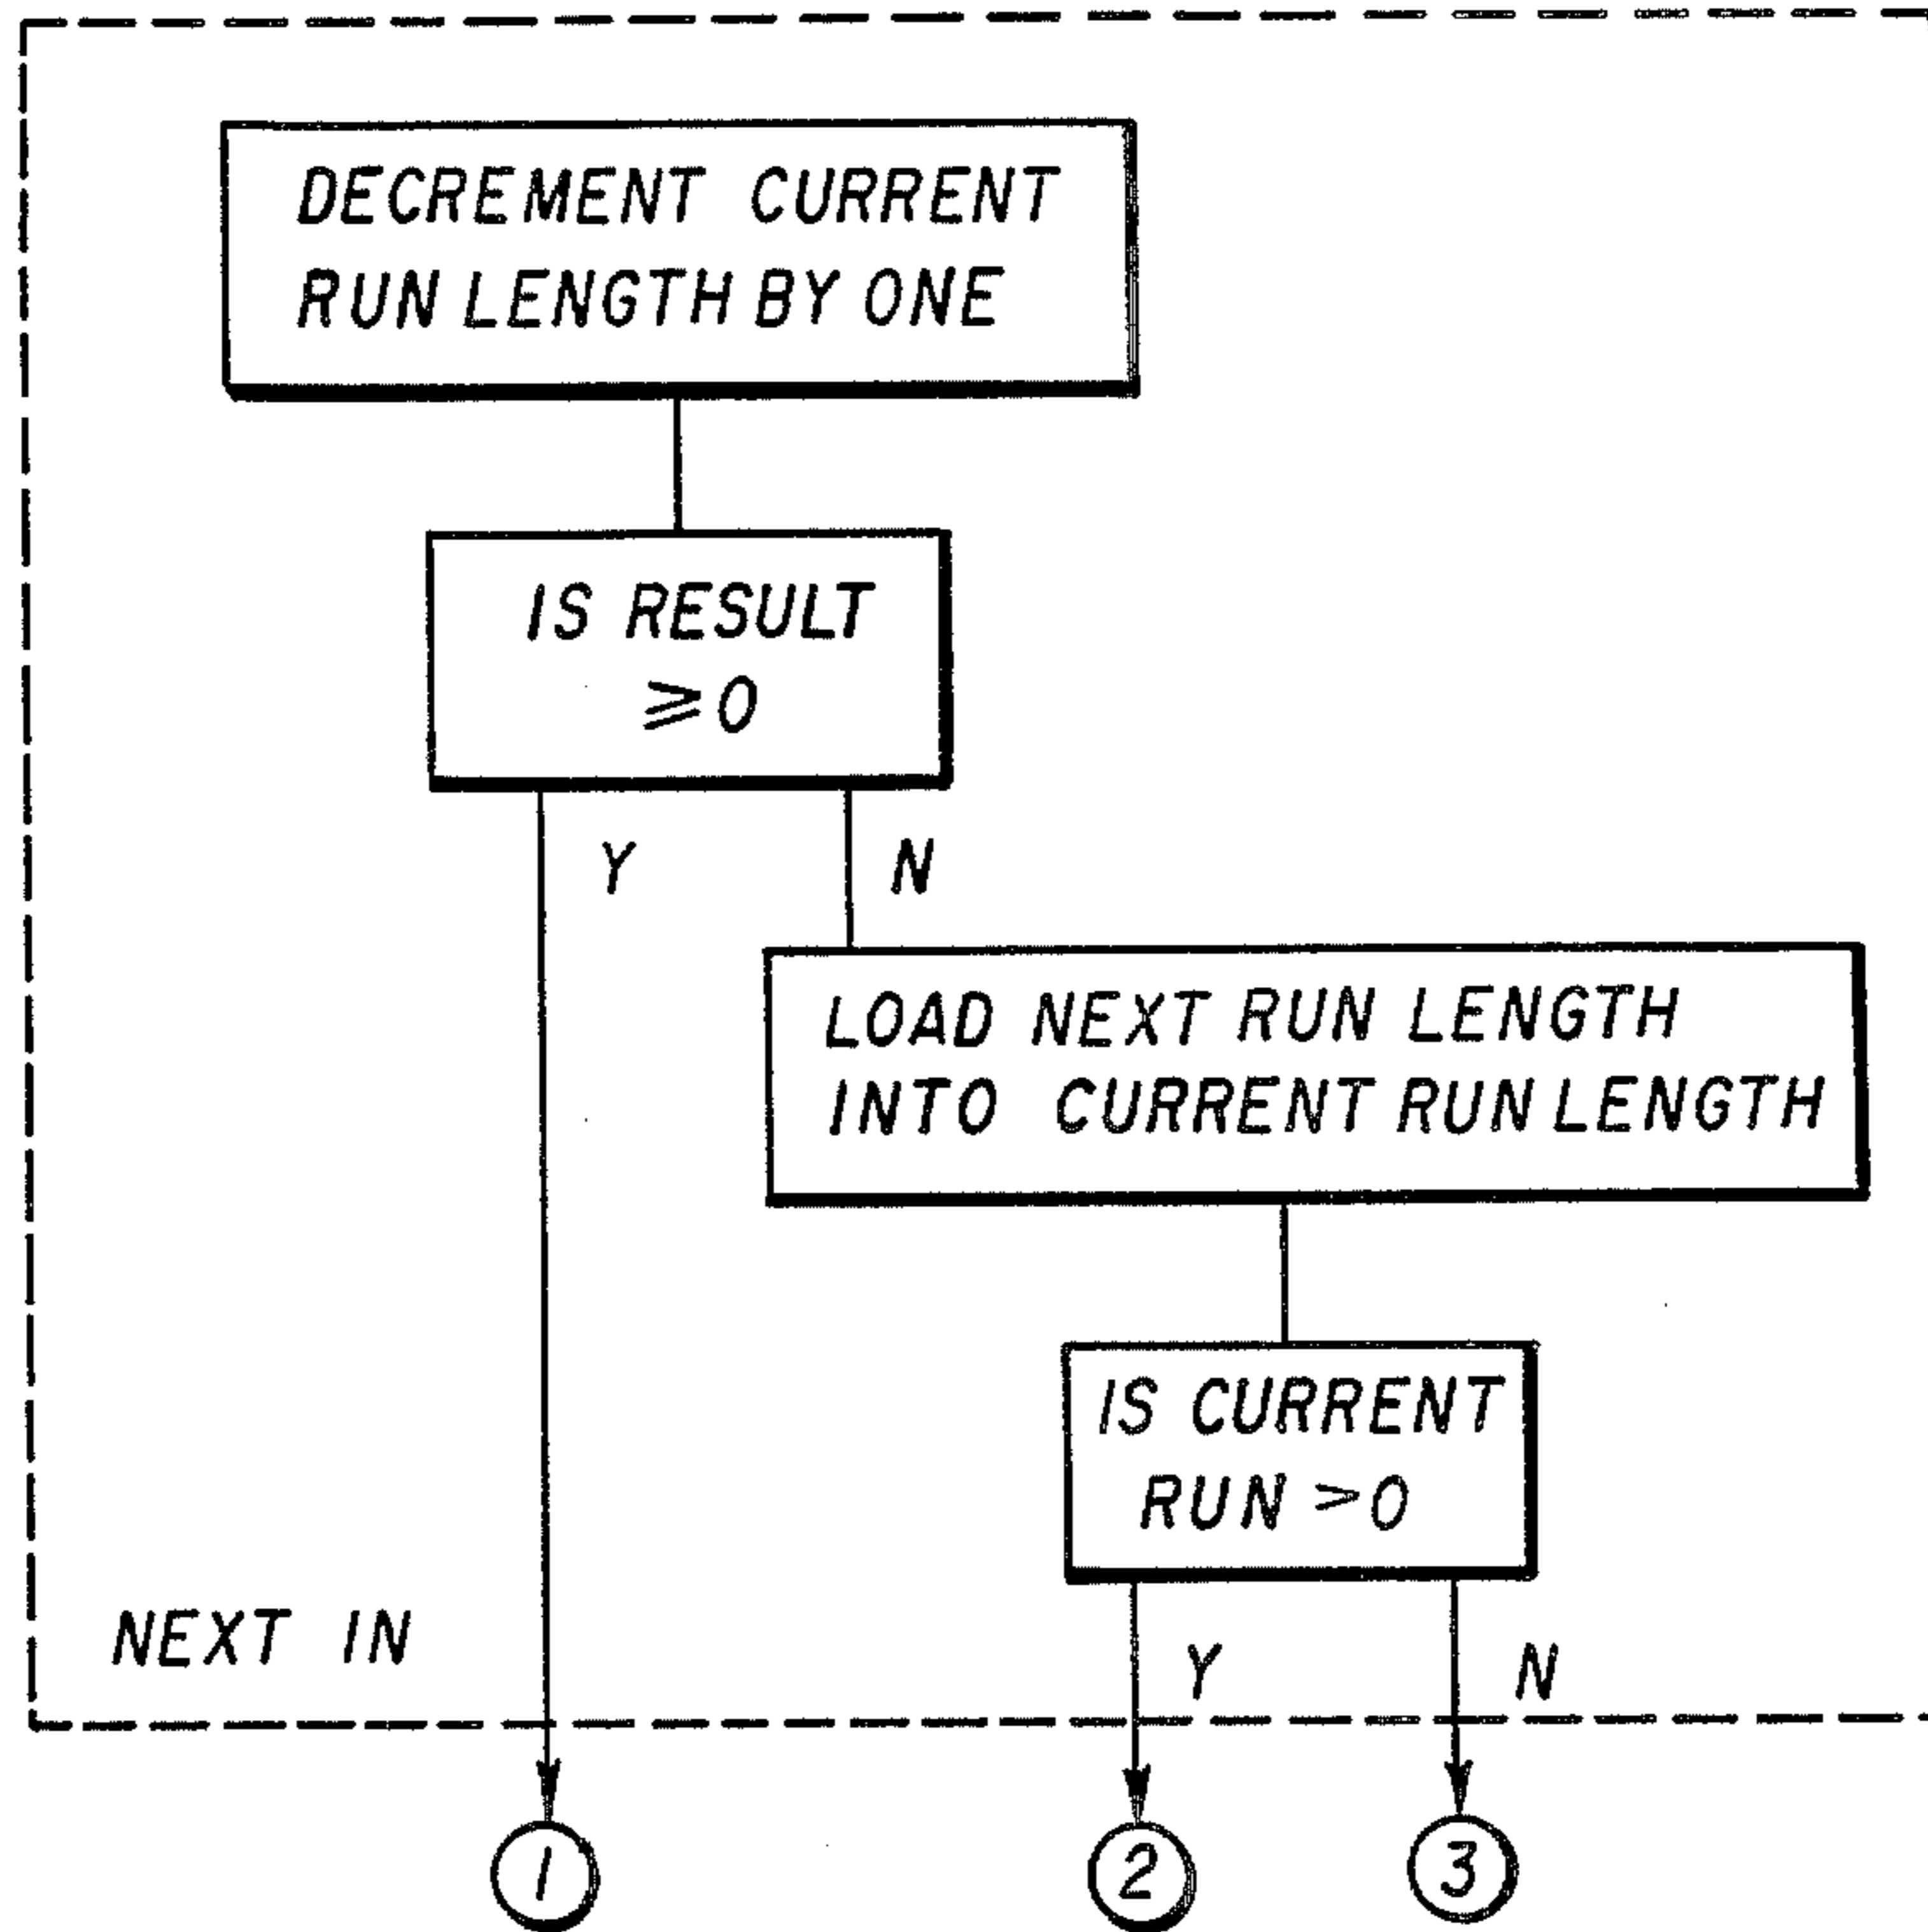 DECREMENT CURRENT
RUN LENGTH BY ONE
IS RESULT
≥0
Y
N
LOAD NEXT RUN LENGTH
INTO CURRENT RUN LENGTH
IS CURRENT
RUN >0
NEXT IN
Y
N
1
2
3